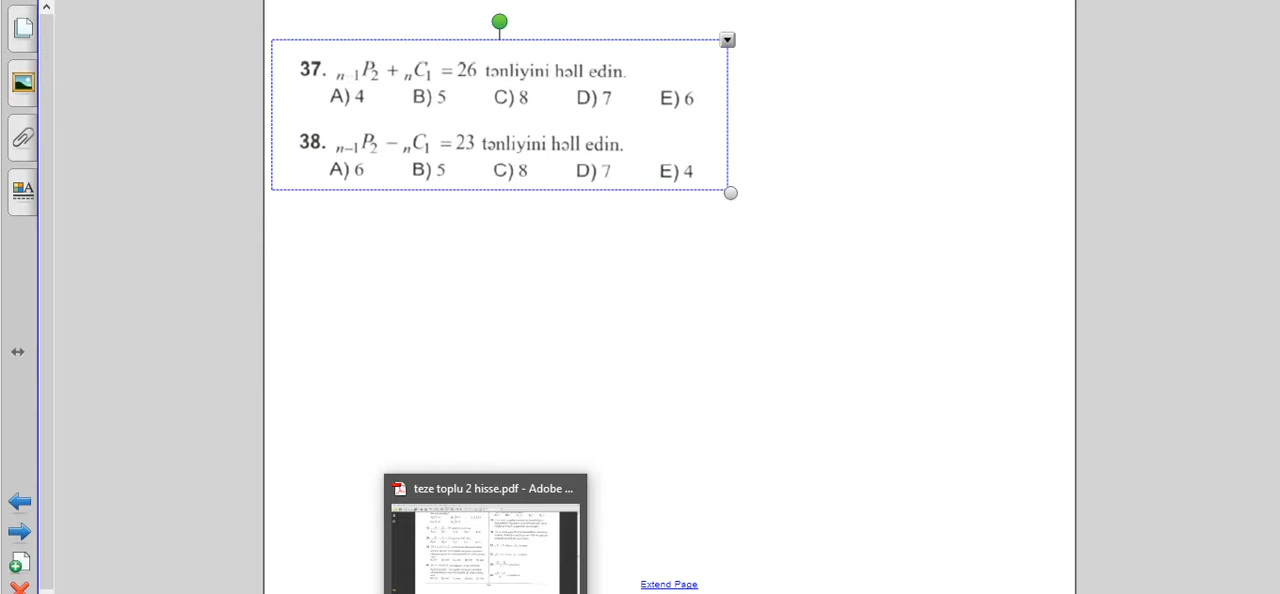 37. ₙ₋₁P₂ + ₙC₁ = 26 tənliyini həll edin.
A) 4 B) 5 C) 8 D) 7 E) 6
38. ₙ₋₁P₂ − ₙC₁ = 23 tənliyini həll edin.
A) 6 B) 5 C) 8 D) 7 E) 4
teze toplu 2 hisse.pdf - Adobe ...
Extend Page